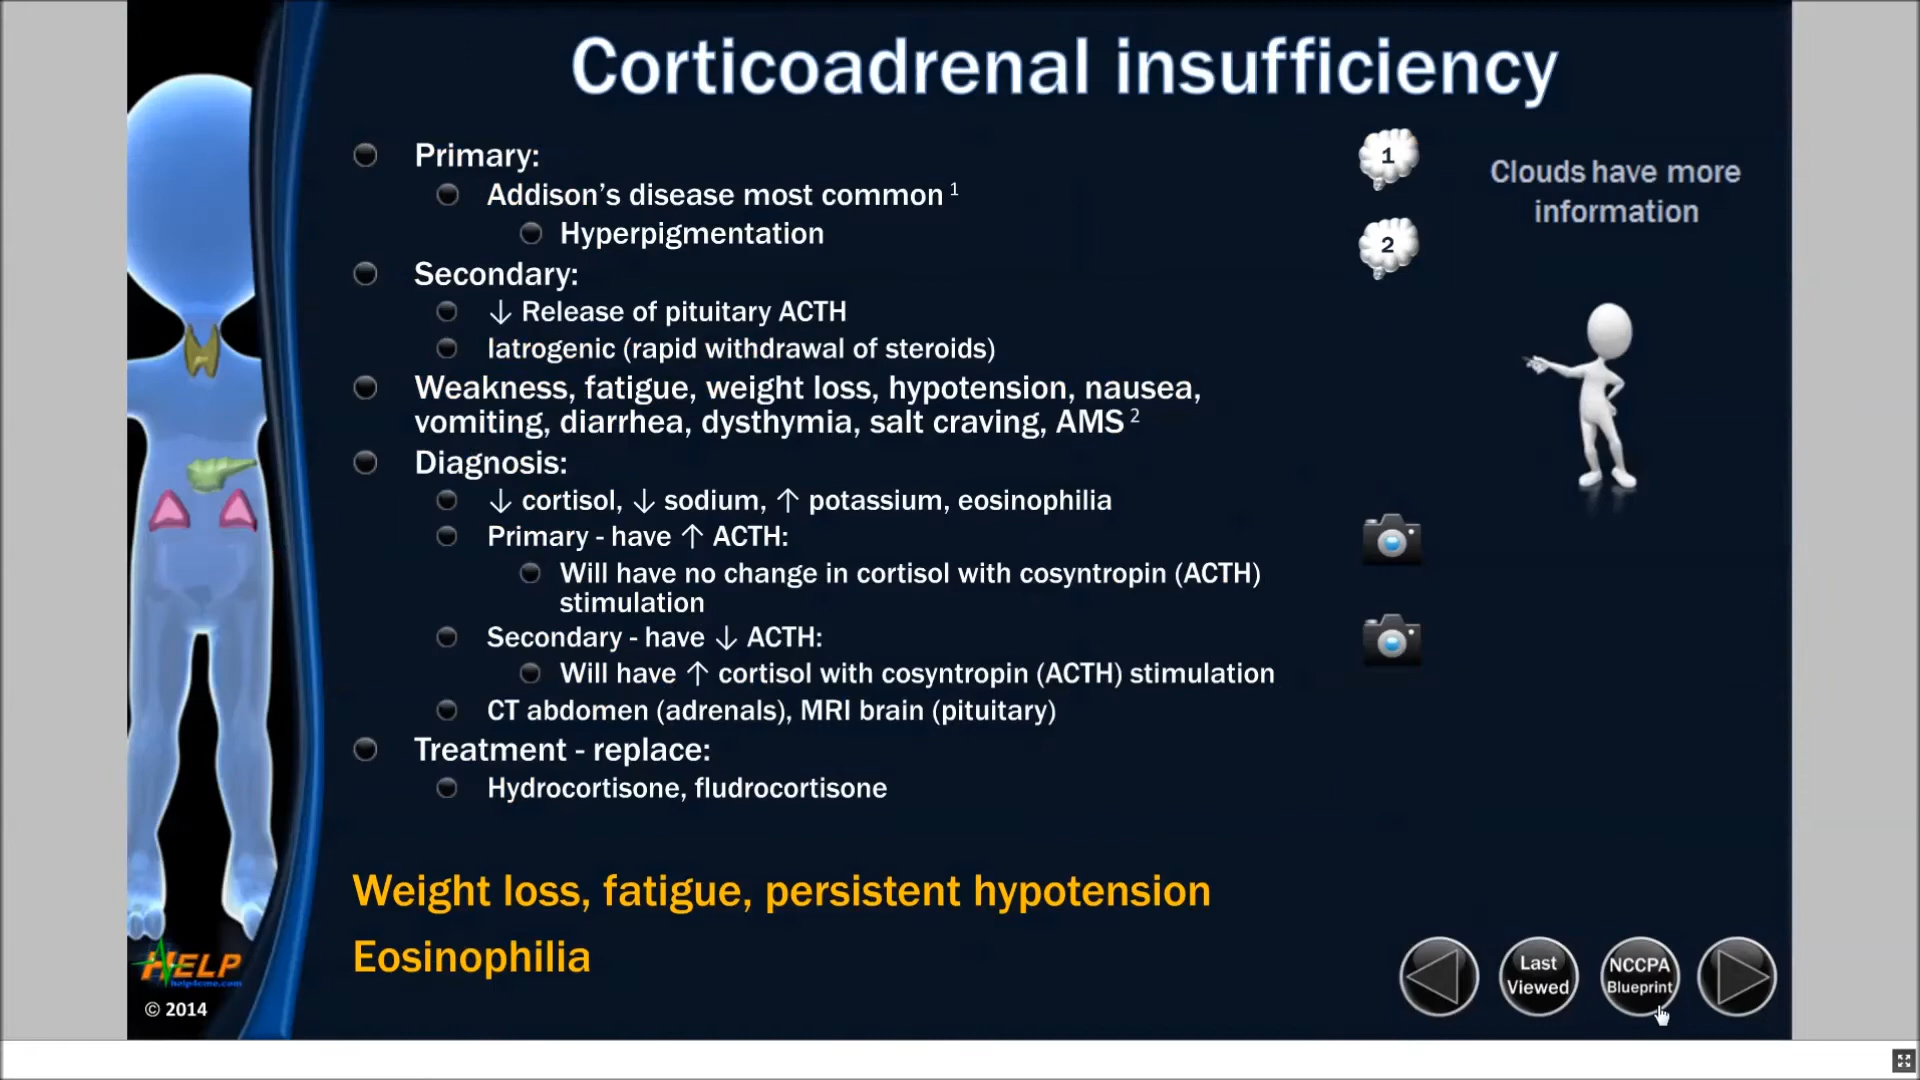 Corticoadrenal insufficiency
Primary:
Addison's disease most common 1
Hyperpigmentation
Secondary:
↓ Release of pituitary ACTH
Iatrogenic (rapid withdrawal of steroids)
Weakness, fatigue, weight loss, hypotension, nausea,
vomiting, diarrhea, dysthymia, salt craving, AMS 2
Diagnosis:
↓ cortisol, ↓ sodium, ↑ potassium, eosinophilia
Primary - have ↑ ACTH:
Will have no change in cortisol with cosyntropin (ACTH)
stimulation
Secondary - have ↓ ACTH:
Will have ↑ cortisol with cosyntropin (ACTH) stimulation
CT abdomen (adrenals), MRI brain (pituitary)
Treatment - replace:
Hydrocortisone, fludrocortisone
Weight loss, fatigue, persistent hypotension
Eosinophilia
1
2
Clouds have more
information
HELP
help4cme.com
© 2014
Last
Viewed
NCCPA
Blueprint